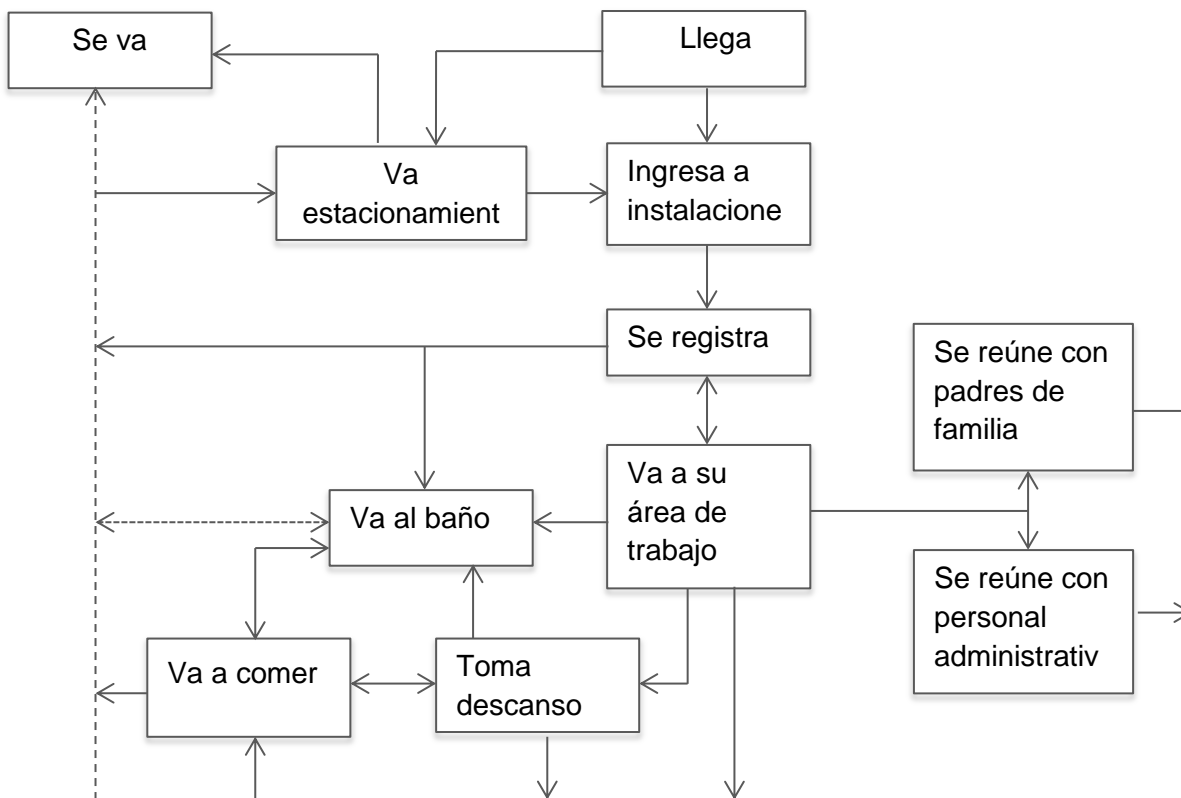 Se va
Llega
Va
estacionamient
Ingresa a
instalacione
Se registra
Se reúne con
padres de
familia
Va a su
área de
trabajo
Va al baño
Se reúne con
personal
administrativ
Va a comer
Toma
descanso